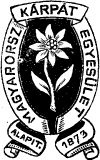 MAGYARORSZ.
KÁRPÁT
EGYESÜLET
ALAPIT. 1873